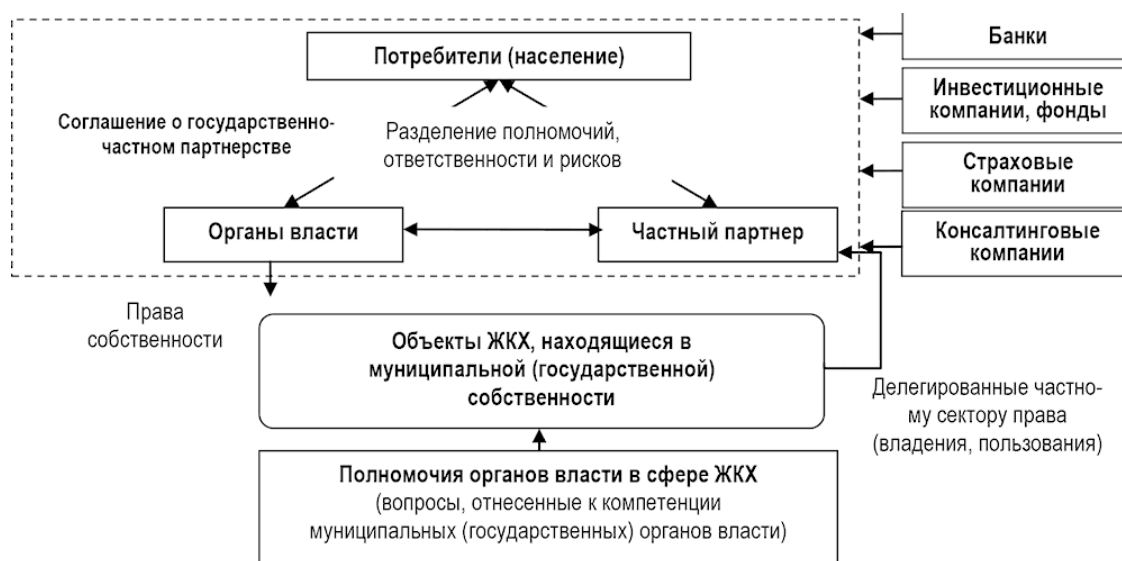 Потребители (население)
Соглашение о государственно-
частном партнерстве
Разделение полномочий,
ответственности и рисков
Органы власти
Частный партнер
Банки
Инвестиционные
компании, фонды
Страховые
компании
Консалтинговые
компании
Права
собственности
Объекты ЖКХ, находящиеся в
муниципальной (государственной)
собственности
Делегированные частно-
му сектору права
(владения, пользования)
Полномочия органов власти в сфере ЖКХ
(вопросы, отнесенные к компетенции
муниципальных (государственных) органов власти)